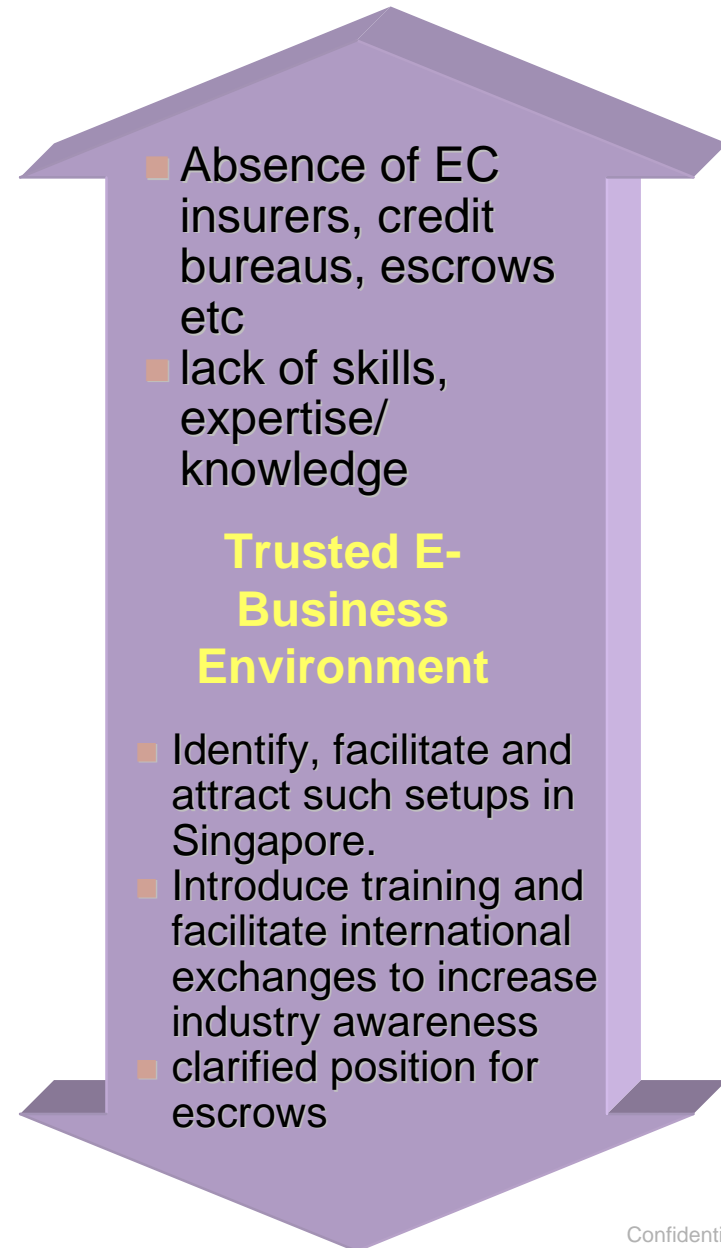 Absence of EC
insurers, credit
bureaus, escrows
etc
lack of skills,
expertise/
knowledge
Trusted E-
Business
Environment
Identify, facilitate and
attract such setups in
Singapore.
Introduce training and
facilitate international
exchanges to increase
industry awareness
clarified position for
escrows
Confidenti